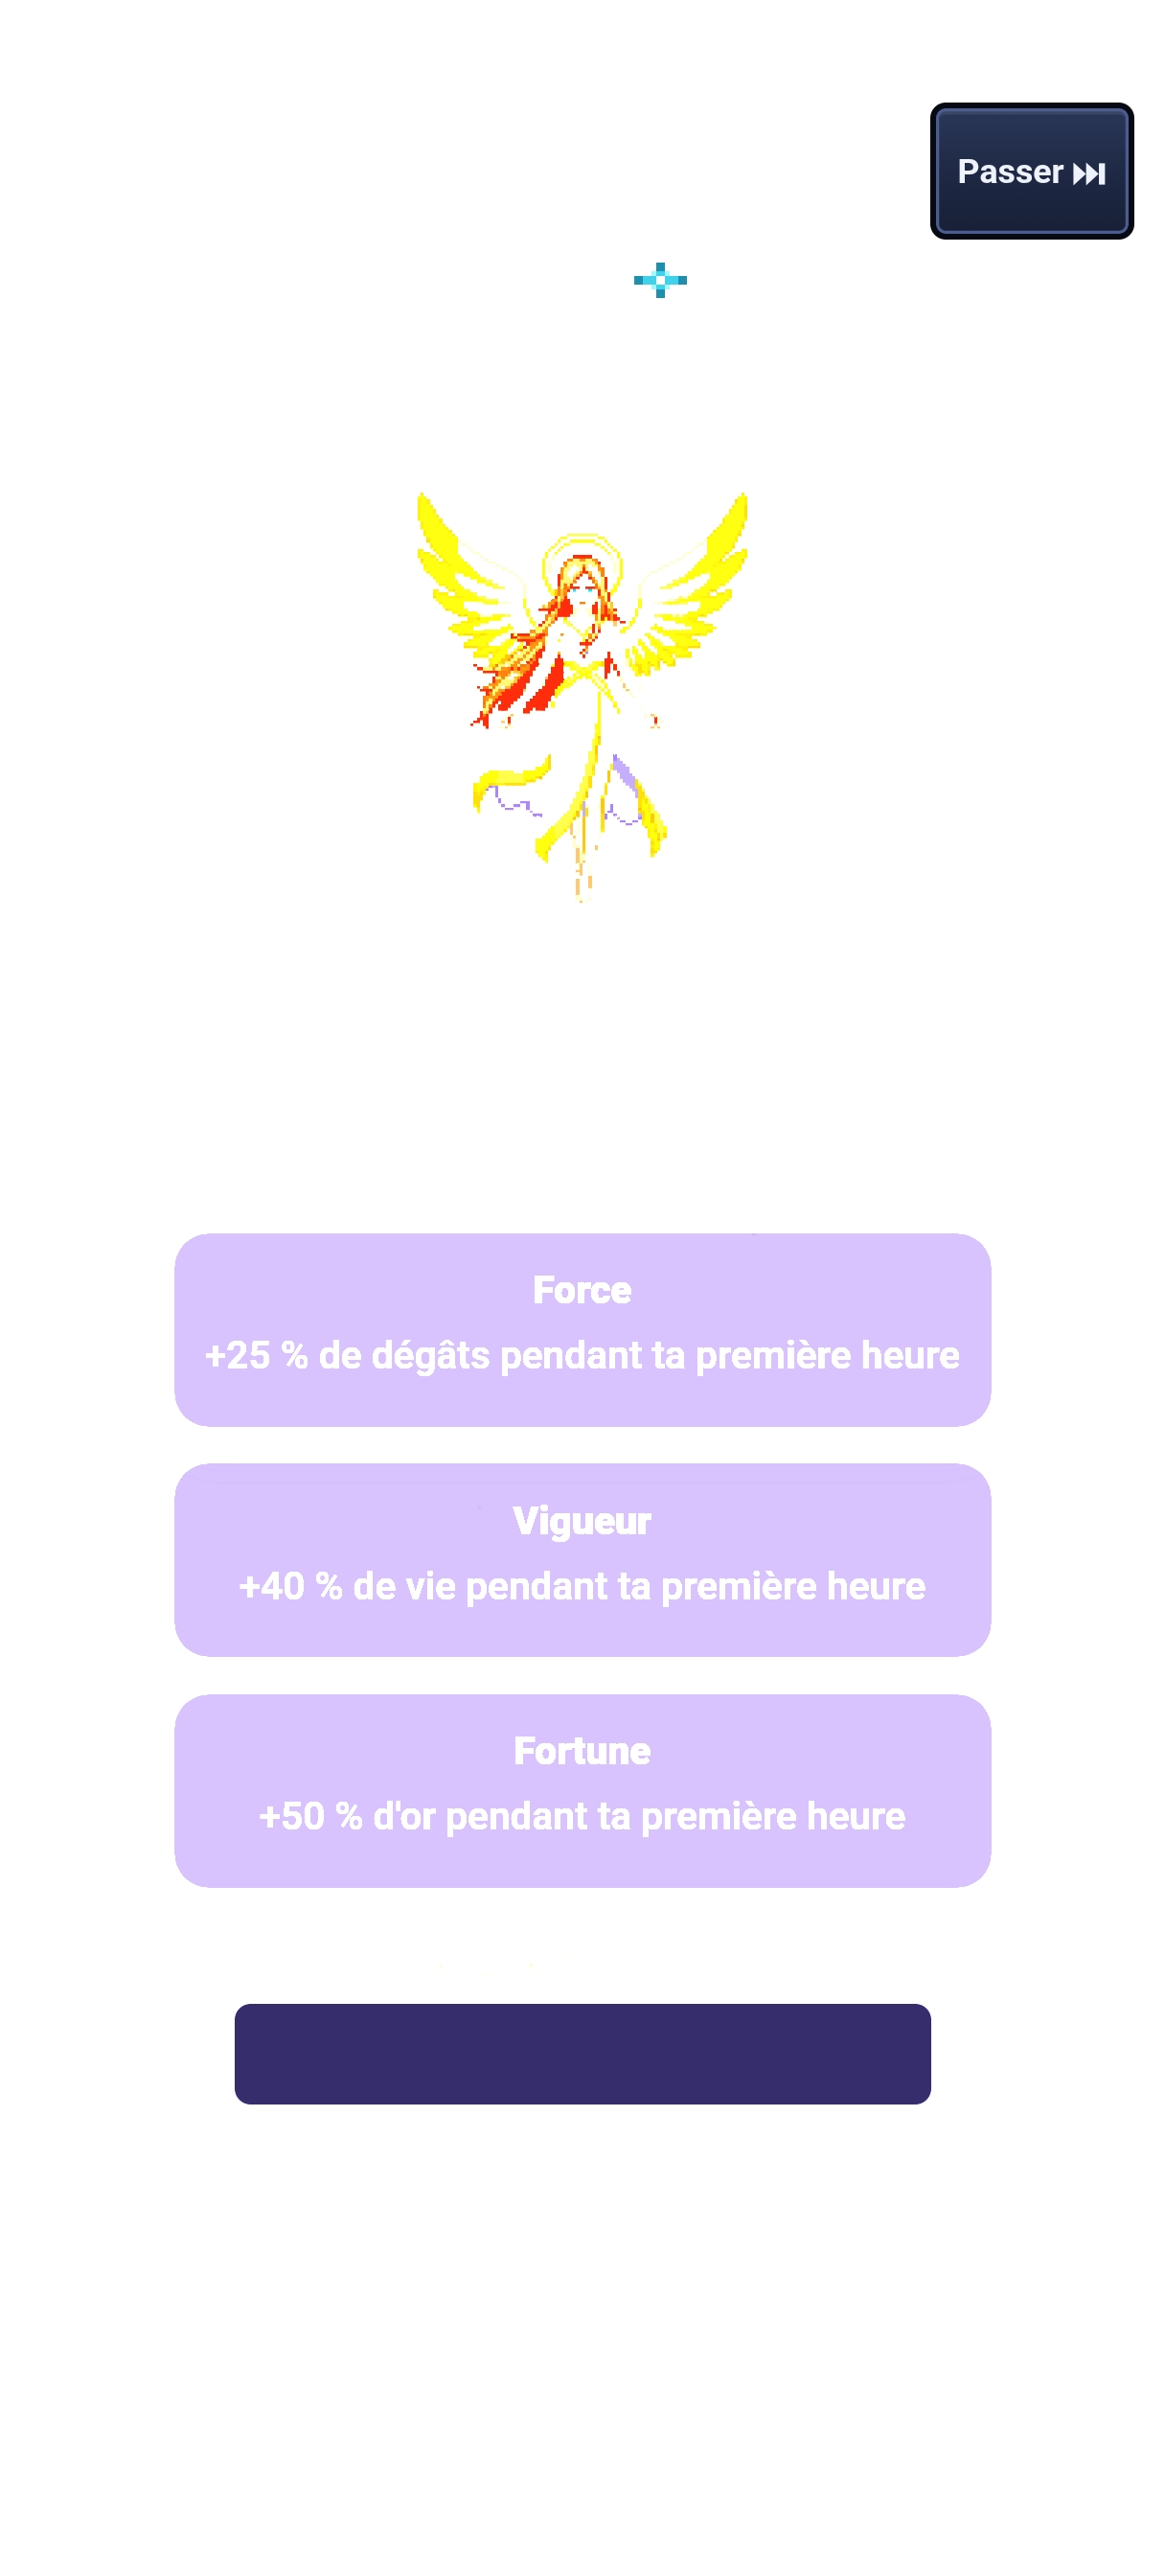 Passer
Force
+25 % de dégâts pendant ta première heure
Vigueur
+40 % de vie pendant ta première heure
Fortune
+50 % d'or pendant ta première heure